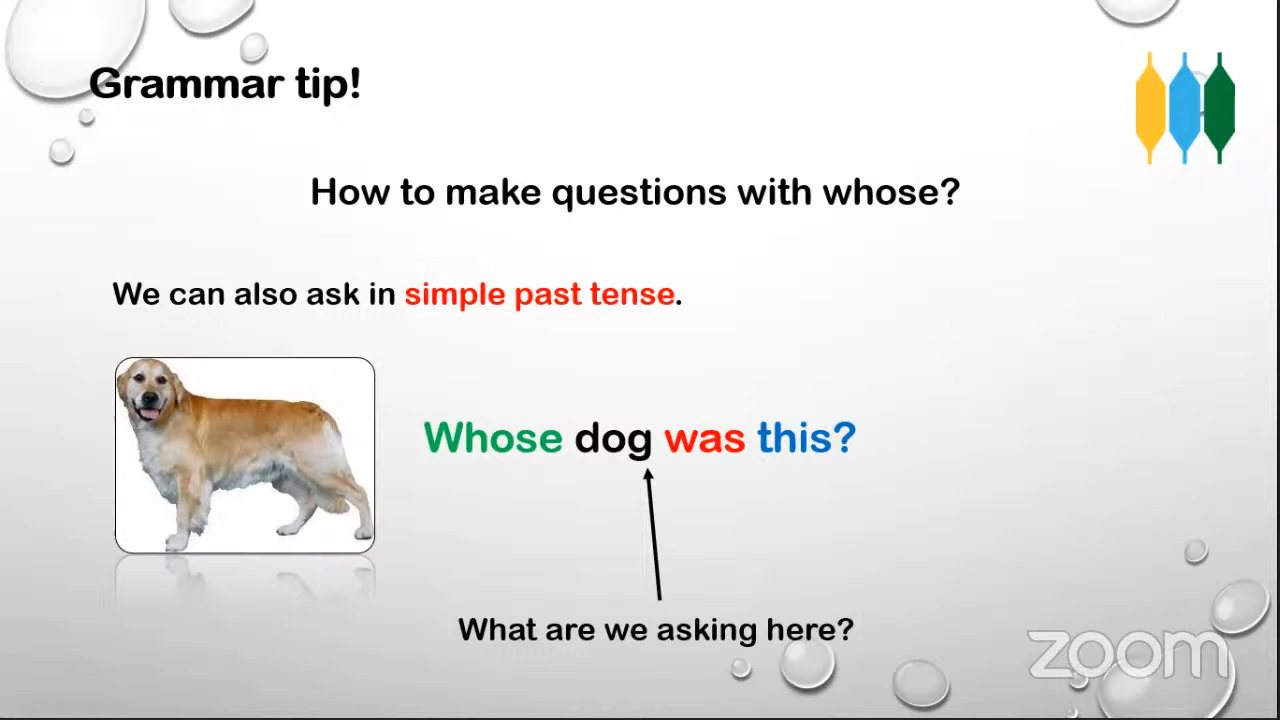 Grammar tip!
How to make questions with whose?
We can also ask in simple past tense.
Whose dog was this?
What are we asking here?
zoom